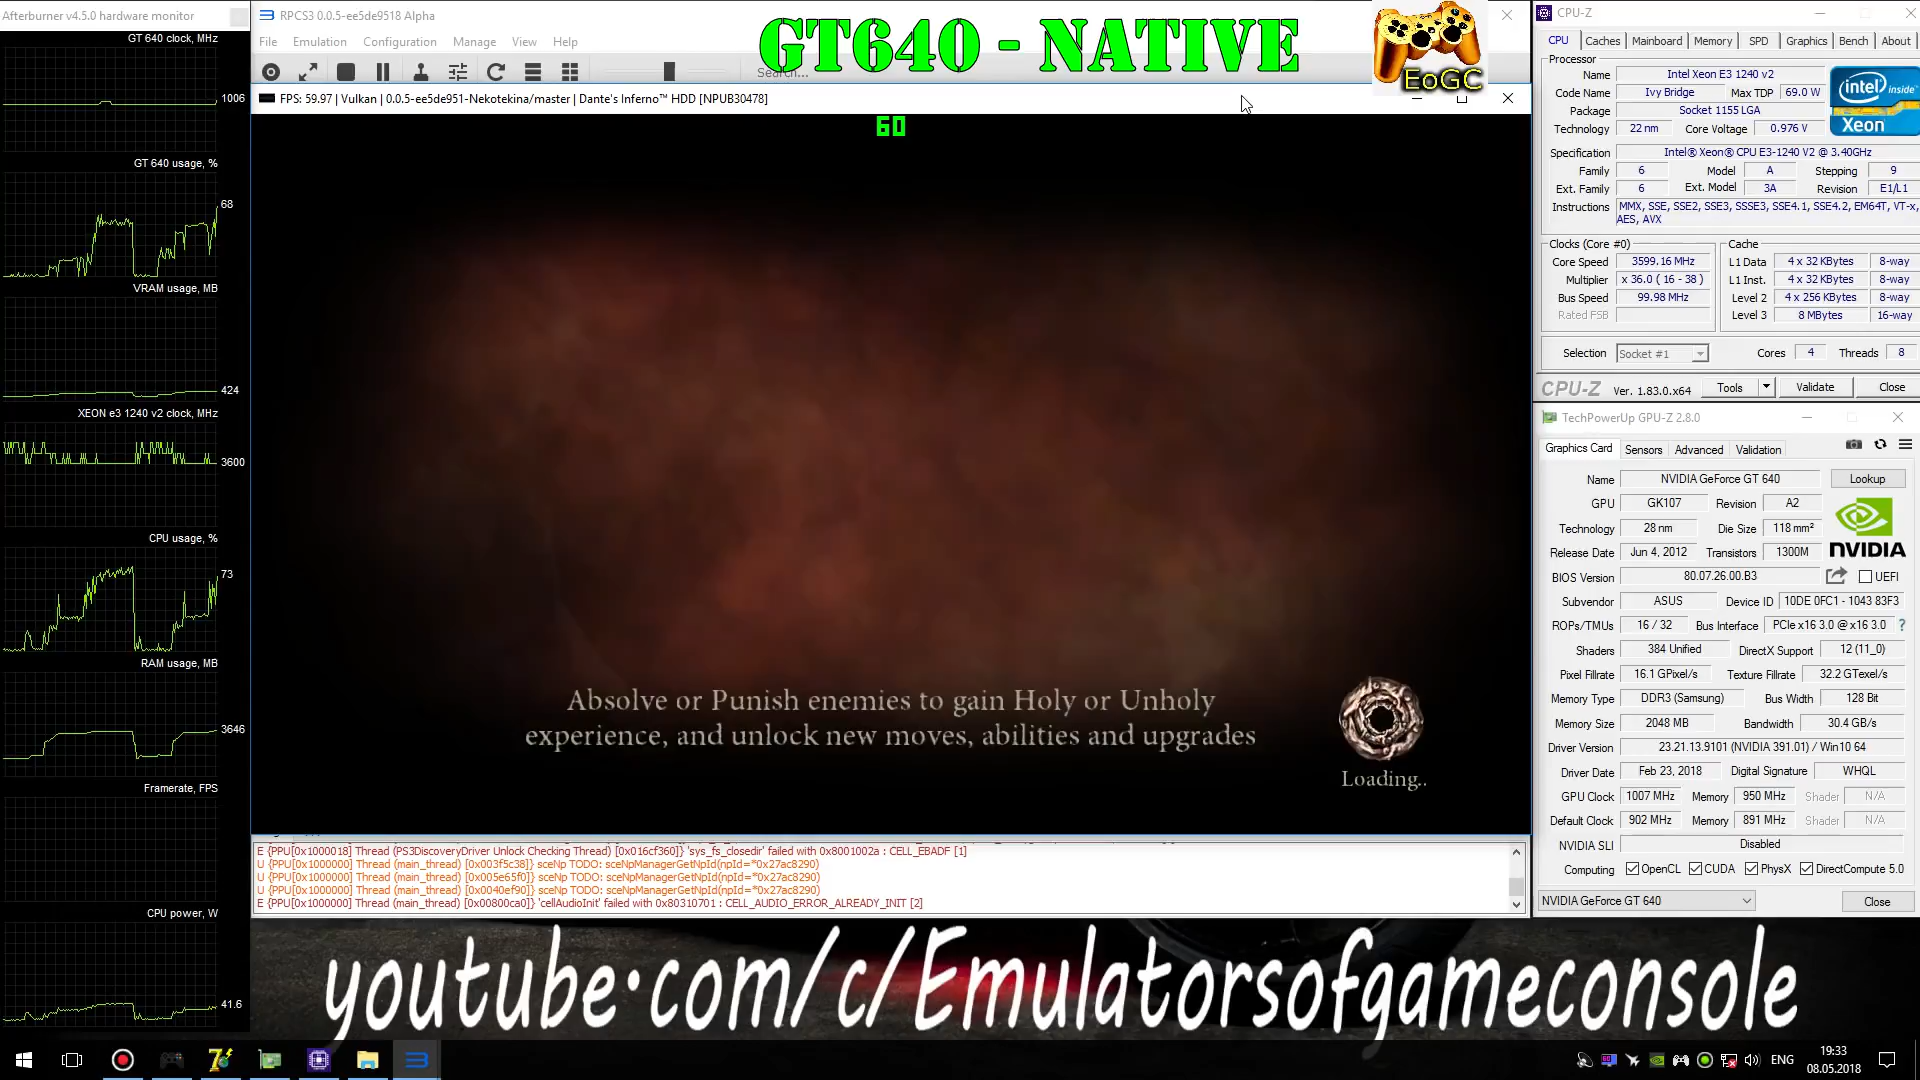 Afterburner v4.5.0 hardware monitor
GT 640 clock, MHz
1006
GT 640 usage, %
68
VRAM usage, MB
424
XEON e3 1240 v2 clock, MHz
3600
CPU usage, %
73
RAM usage, MB
3646
Framerate, FPS
CPU power, W
41.6
RPCS3 0.0.5-ee5de9518 Alpha
File Emulation Configuration Manage View Help
Search...
GT640 - NATIVE
EoGC
FPS: 59.97 | Vulkan | 0.0.5-ee5de951-Nekotekina/master | Dante's Inferno™ HDD [NPUB30478]
60
Absolve or Punish enemies to gain Holy or Unholy
experience, and unlock new moves, abilities and upgrades
Loading..
E {PPU[0x1000018] Thread (PS3DiscoveryDriver Unlock Checking Thread) [0x016cf360]} 'sys_fs_closedir' failed with 0x8001002a : CELL_EBADF [1]
U {PPU[0x1000000] Thread (main_thread) [0x003f5c38]} sceNp TODO: sceNpManagerGetNpId(npId=*0x27ac8290)
U {PPU[0x1000000] Thread (main_thread) [0x005e65f0]} sceNp TODO: sceNpManagerGetNpId(npId=*0x27ac8290)
U {PPU[0x1000000] Thread (main_thread) [0x0040ef90]} sceNp TODO: sceNpManagerGetNpId(npId=*0x27ac8290)
E {PPU[0x1000000] Thread (main_thread) [0x00800ca0]} 'cellAudioInit' failed with 0x80310701 : CELL_AUDIO_ERROR_ALREADY_INIT [2]
CPU-Z
CPU Caches Mainboard Memory SPD Graphics Bench About
Processor
Name Intel Xeon E3 1240 v2
Code Name Ivy Bridge Max TDP 69.0 W
Package Socket 1155 LGA
Technology 22 nm Core Voltage 0.976 V
intel inside™
Xeon
Specification Intel® Xeon® CPU E3-1240 V2 @ 3.40GHz
Family 6 Model A Stepping 9
Ext. Family 6 Ext. Model 3A Revision E1/L1
Instructions MMX, SSE, SSE2, SSE3, SSSE3, SSE4.1, SSE4.2, EM64T, VT-x,
AES, AVX
Clocks (Core #0) Cache
Core Speed 3599.16 MHz L1 Data 4 x 32 KBytes 8-way
Multiplier x 36.0 ( 16 - 38 ) L1 Inst. 4 x 32 KBytes 8-way
Bus Speed 99.98 MHz Level 2 4 x 256 KBytes 8-way
Rated FSB Level 3 8 MBytes 16-way
Selection Socket #1 Cores 4 Threads 8
CPU-Z Ver. 1.83.0.x64 Tools Validate Close
TechPowerUp GPU-Z 2.8.0
Graphics Card Sensors Advanced Validation
Name NVIDIA GeForce GT 640 Lookup
GPU GK107 Revision A2
Technology 28 nm Die Size 118 mm²
Release Date Jun 4, 2012 Transistors 1300M
NVIDIA
BIOS Version 80.07.26.00.B3 UEFI
Subvendor ASUS Device ID 10DE 0FC1 - 1043 83F3
ROPs/TMUs 16 / 32 Bus Interface PCIe x16 3.0 @ x16 3.0 ?
Shaders 384 Unified DirectX Support 12 (11_0)
Pixel Fillrate 16.1 GPixel/s Texture Fillrate 32.2 GTexel/s
Memory Type DDR3 (Samsung) Bus Width 128 Bit
Memory Size 2048 MB Bandwidth 30.4 GB/s
Driver Version 23.21.13.9101 (NVIDIA 391.01) / Win10 64
Driver Date Feb 23, 2018 Digital Signature WHQL
GPU Clock 1007 MHz Memory 950 MHz Shader N/A
Default Clock 902 MHz Memory 891 MHz Shader N/A
NVIDIA SLI Disabled
Computing OpenCL CUDA PhysX DirectCompute 5.0
NVIDIA GeForce GT 640 Close
youtube.com/c/Emulatorsofgameconsole
ENG
19:33
08.05.2018